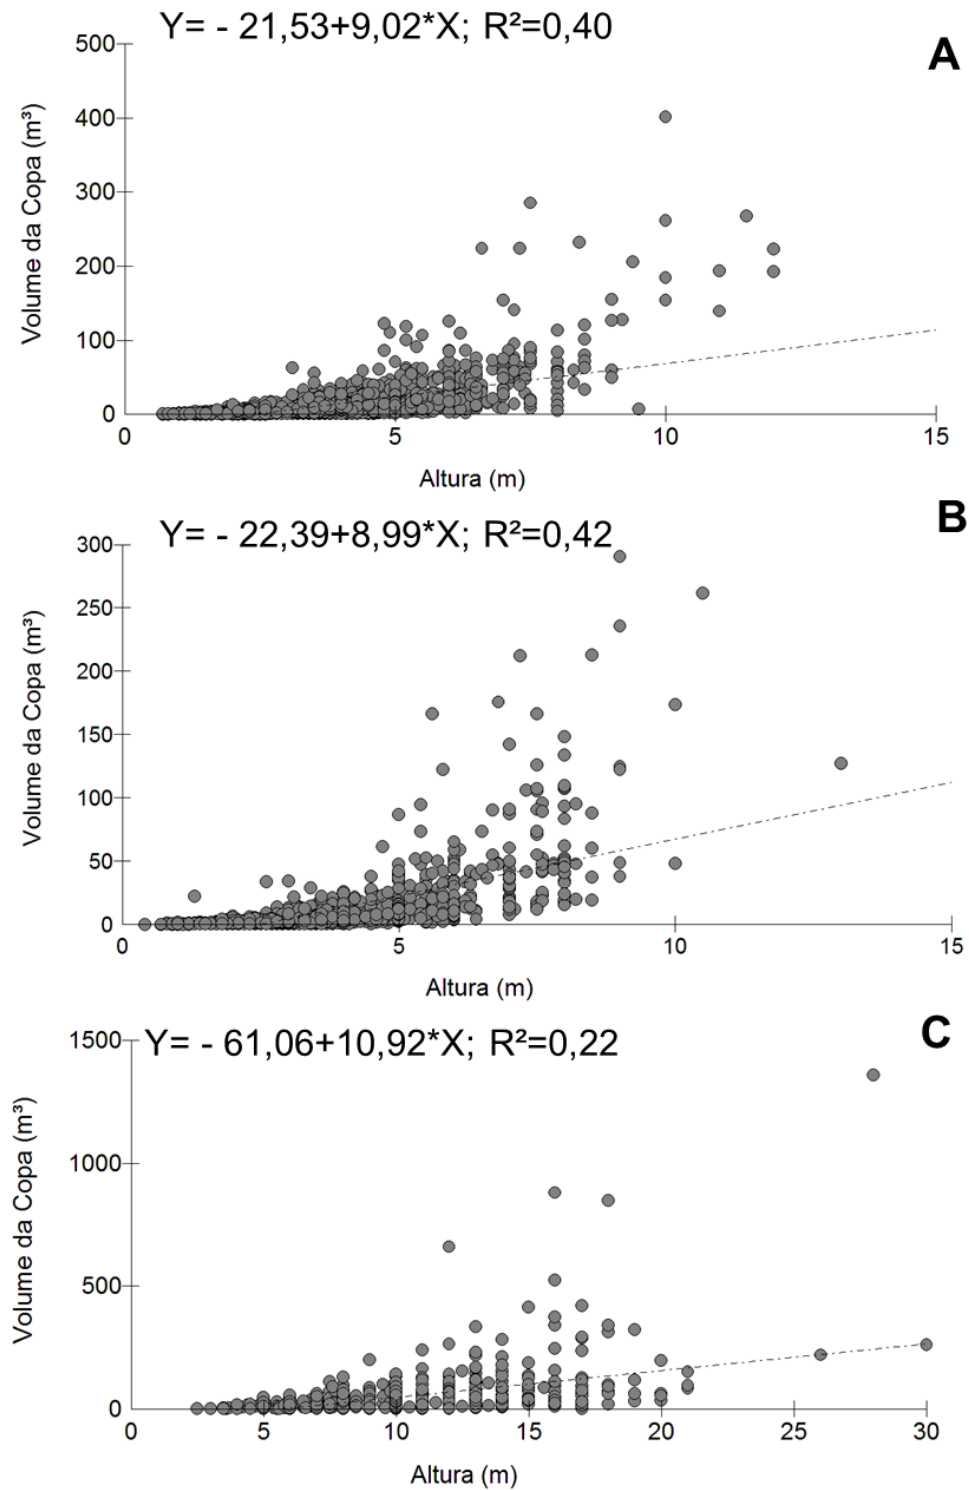 Y= - 21,53+9,02*X; R²=0,40
A
500
400
300
200
100
0
Volume da Copa (m³)
0 5 10 15
Altura (m)
Y= - 22,39+8,99*X; R²=0,42
B
300
250
200
150
100
50
0
Volume da Copa (m³)
0 5 10 15
Altura (m)
Y= - 61,06+10,92*X; R²=0,22
C
1500
1000
500
0
Volume da Copa (m³)
0 5 10 15 20 25 30
Altura (m)